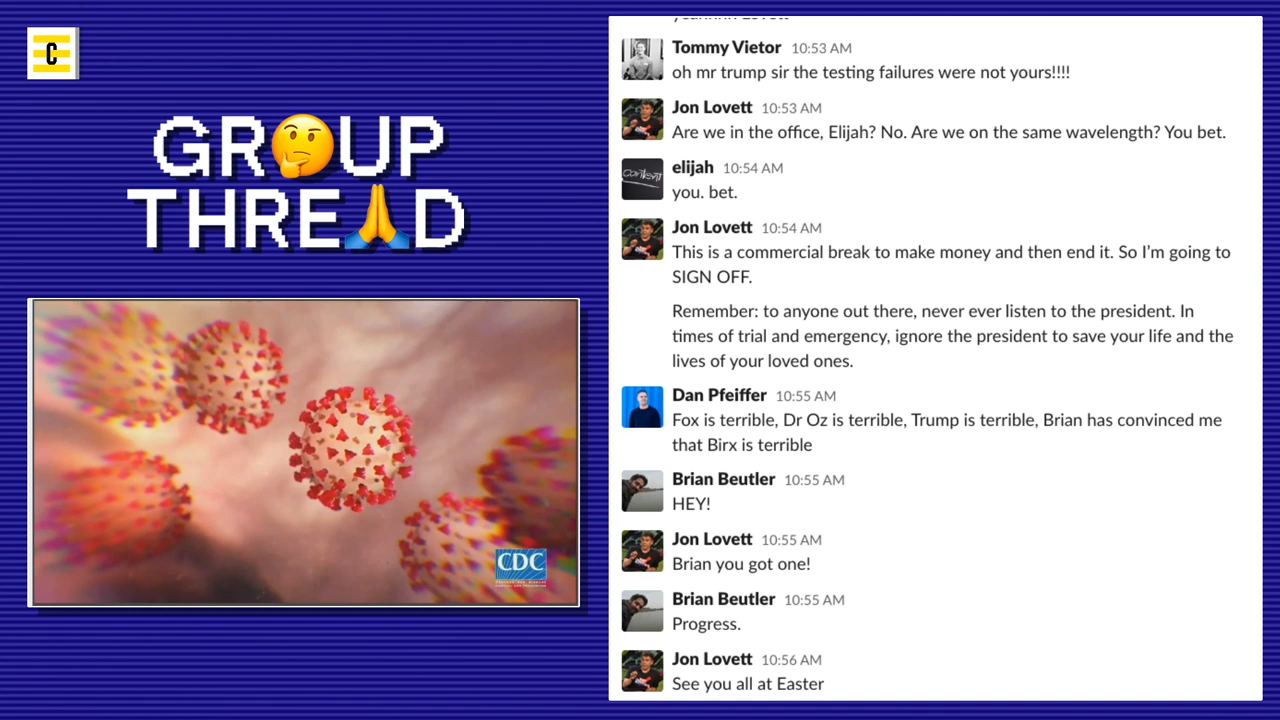 C
GR🤔UP
THRE🙏D
CDC
Tommy Vietor 10:53 AM
oh mr trump sir the testing failures were not yours!!!!
Jon Lovett 10:53 AM
Are we in the office, Elijah? No. Are we on the same wavelength? You bet.
elijah 10:54 AM
you. bet.
Jon Lovett 10:54 AM
This is a commercial break to make money and then end it. So I'm going to
SIGN OFF.
Remember: to anyone out there, never ever listen to the president. In
times of trial and emergency, ignore the president to save your life and the
lives of your loved ones.
Dan Pfeiffer 10:55 AM
Fox is terrible, Dr Oz is terrible, Trump is terrible, Brian has convinced me
that Birx is terrible
Brian Beutler 10:55 AM
HEY!
Jon Lovett 10:55 AM
Brian you got one!
Brian Beutler 10:55 AM
Progress.
Jon Lovett 10:56 AM
See you all at Easter